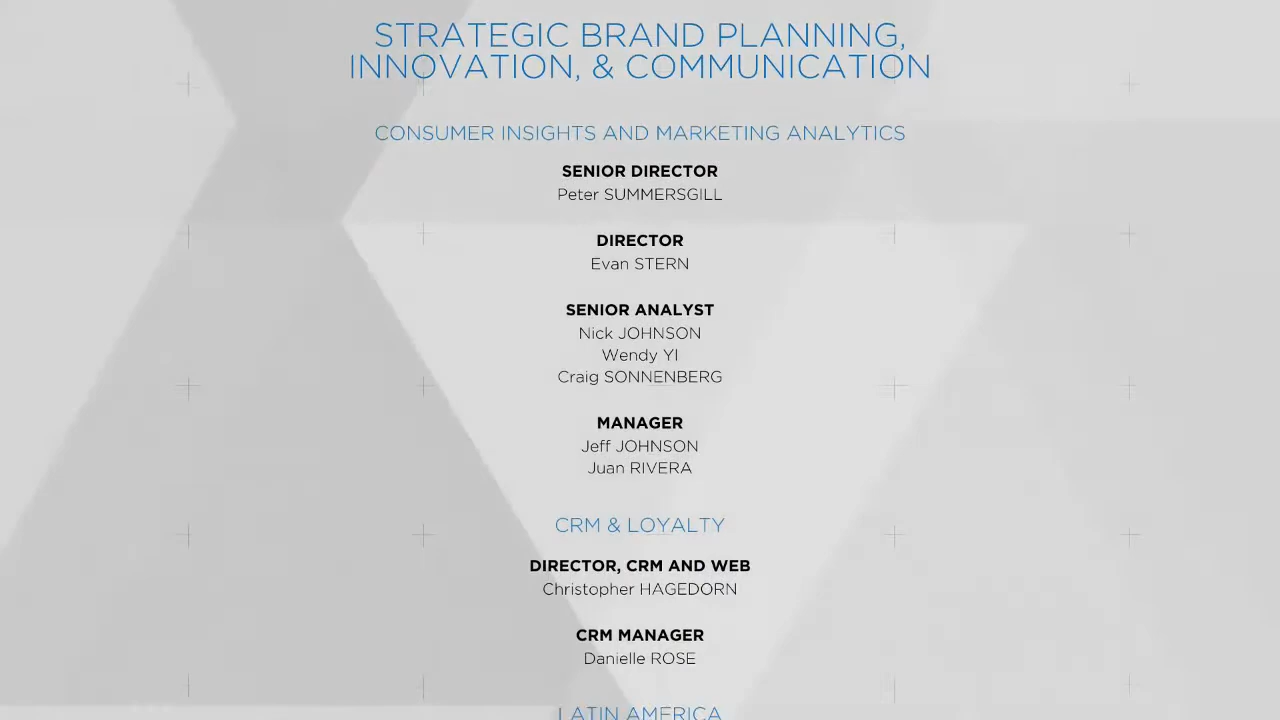 STRATEGIC BRAND PLANNING,
INNOVATION, & COMMUNICATION
CONSUMER INSIGHTS AND MARKETING ANALYTICS
SENIOR DIRECTOR
Peter SUMMERSGILL
DIRECTOR
Evan STERN
SENIOR ANALYST
Nick JOHNSON
Wendy YI
Craig SONNENBERG
MANAGER
Jeff JOHNSON
Juan RIVERA
CRM & LOYALTY
DIRECTOR, CRM AND WEB
Christopher HAGEDORN
CRM MANAGER
Danielle ROSE
LATIN AMERICA